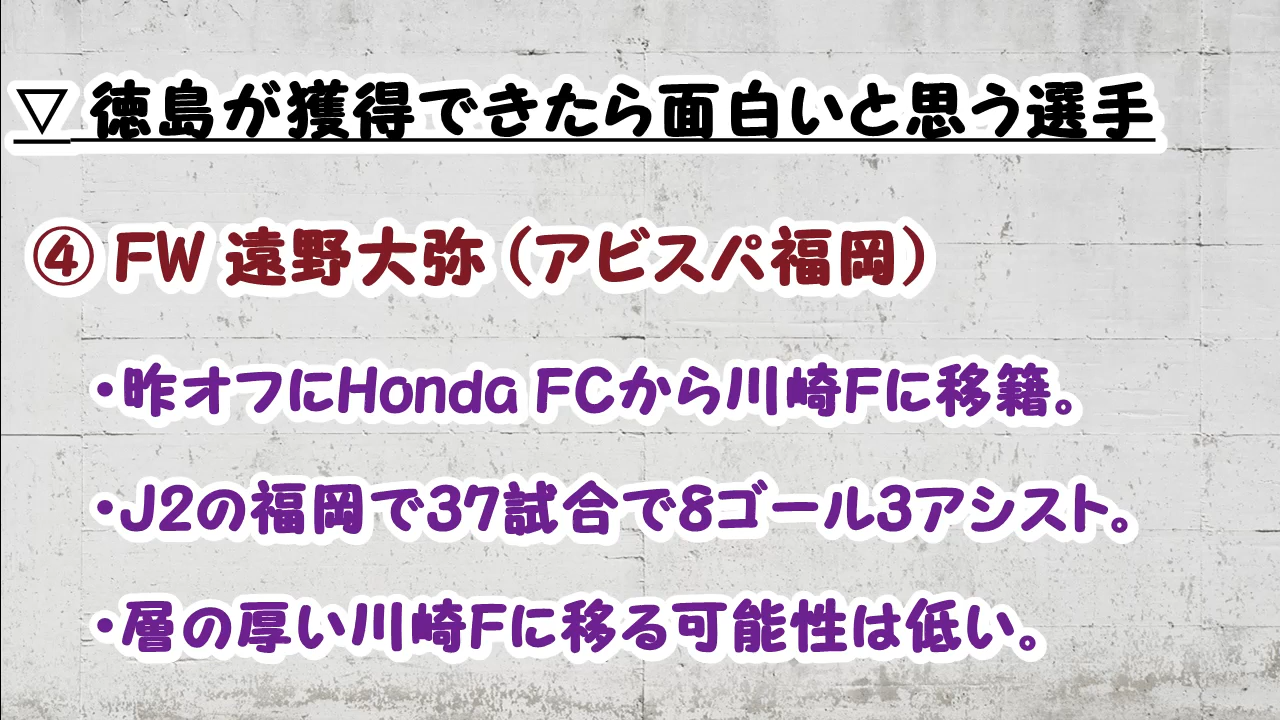 ▽ 徳島が獲得できたら面白いと思う選手
④ FW 遠野大弥（アビスパ福岡）
・昨オフにHonda FCから川崎Fに移籍。
・J2の福岡で37試合で8ゴール3アシスト。
・層の厚い川崎Fに移る可能性は低い。